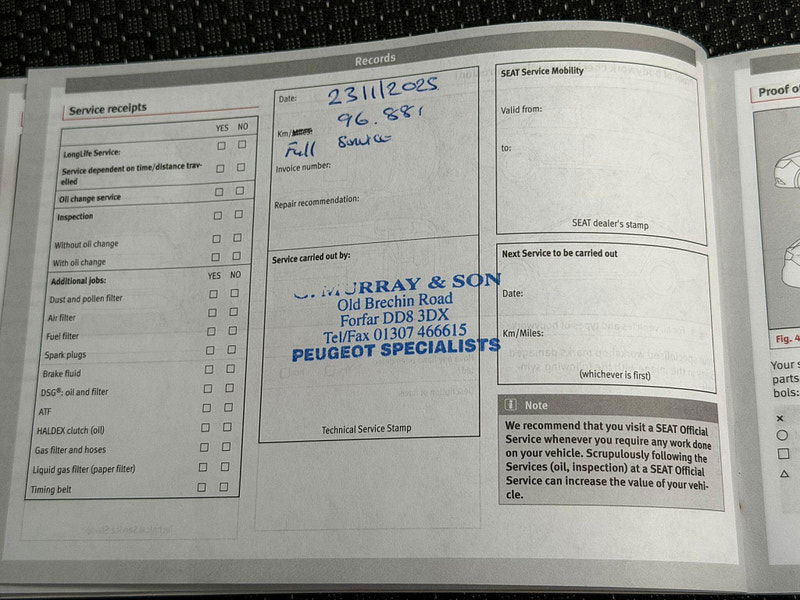 Records
Service receipts
YES NO
LongLife Service:
Service dependent on time/distance trav-
elled
Oil change service
Inspection
Without oil change
With oil change
Additional jobs: YES NO
Dust and pollen filter
Air filter
Fuel filter
Spark plugs
Brake fluid
DSG®: oil and filter
ATF
HALDEX clutch (oil)
Gas filter and hoses
Liquid gas filter (paper filter)
Timing belt
Date: 23/1/2025
Km/ 96.881
Full Service
Invoice number:
Repair recommendation:
Service carried out by:
MURRAY & SON
Old Brechin Road
Forfar DD8 3DX
Tel/Fax 01307 466615
PEUGEOT SPECIALISTS
Technical Service Stamp
SEAT Service Mobility
Valid from:
to:
SEAT dealer's stamp
Next Service to be carried out
Date:
Km/Miles:
(whichever is first)
Note
We recommend that you visit a SEAT Official
Service whenever you require any work done
on your vehicle. Scrupulously following the
Services (oil, inspection) at a SEAT Official
Service can increase the value of your vehi-
cle.
Proof
Fig. 4
Your
parts
bols: